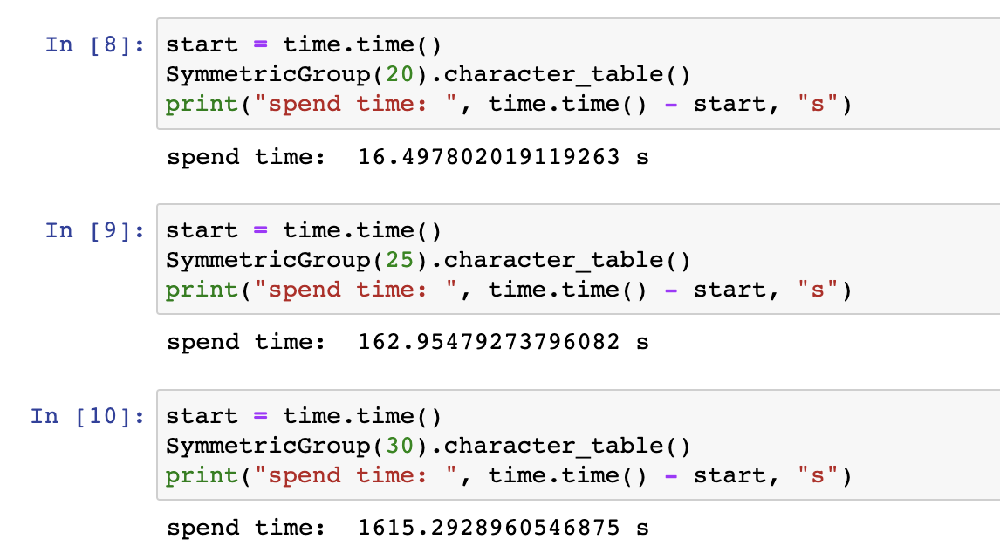 In [8]: start = time.time()
SymmetricGroup(20).character_table()
print("spend time: ", time.time() - start, "s")
spend time:  16.497802019119263 s
In [9]: start = time.time()
SymmetricGroup(25).character_table()
print("spend time: ", time.time() - start, "s")
spend time:  162.95479273796082 s
In [10]: start = time.time()
SymmetricGroup(30).character_table()
print("spend time: ", time.time() - start, "s")
spend time:  1615.2928960546875 s